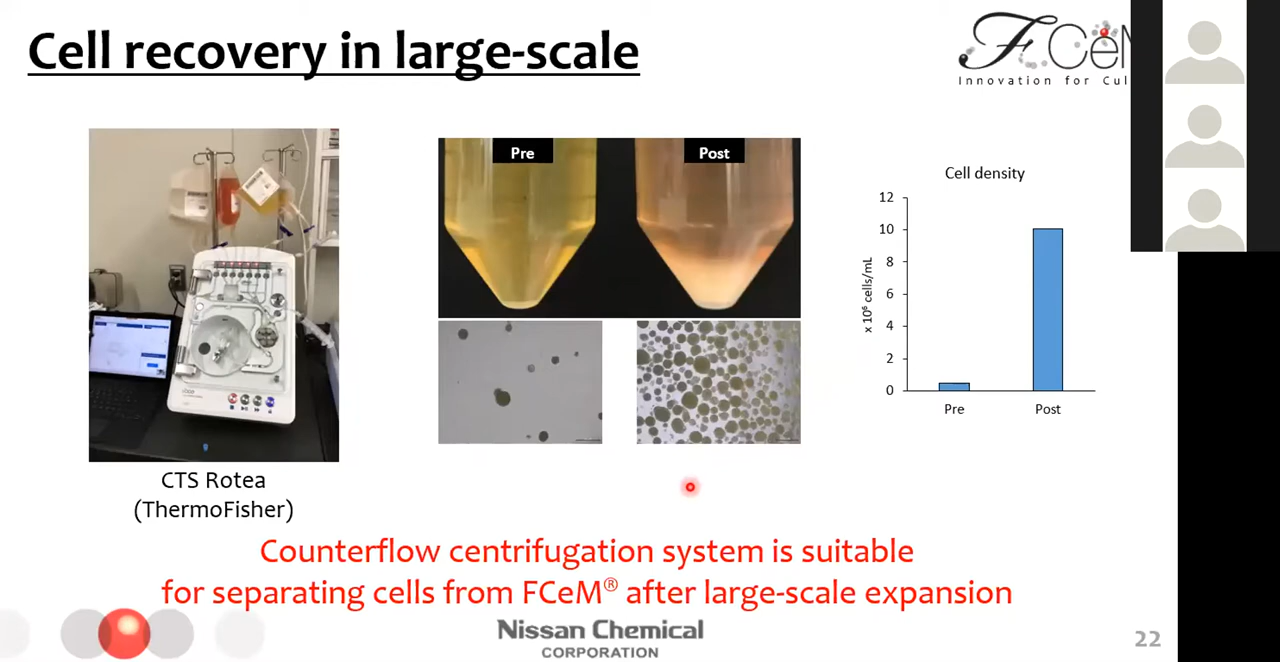 Cell recovery in large-scale
FCeM
Innovation for Cul
Pre
Post
Cell density
12
10
8
6
4
2
0
x 10⁶ cells/mL
Pre
Post
CTS Rotea
(ThermoFisher)
Counterflow centrifugation system is suitable
for separating cells from FCeM® after large-scale expansion
Nissan Chemical
CORPORATION
22